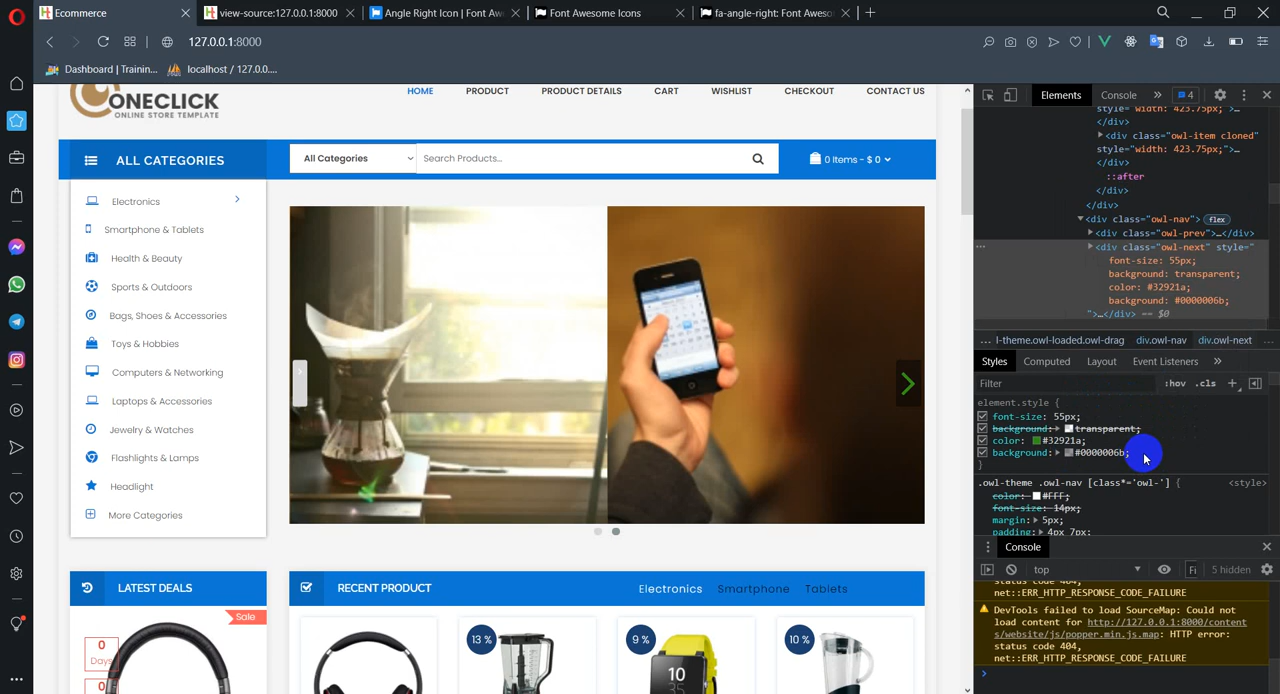 Ecommerce
view-source:127.0.0.1:8000
Angle Right Icon | Font Aw
Font Awesome Icons
fa-angle-right: Font Aweso
127.0.0.1:8000
Dashboard | Trainin...
localhost / 127.0.0....
ONECLICK
ONLINE STORE TEMPLATE
HOME
PRODUCT
PRODUCT DETAILS
CART
WISHLIST
CHECKOUT
CONTACT US
ALL CATEGORIES
All Categories
Search Products...
0 Items - $ 0
Electronics
Smartphone & Tablets
Health & Beauty
Sports & Outdoors
Bags, Shoes & Accessories
Toys & Hobbies
Computers & Networking
Laptops & Accessories
Jewelry & Watches
Flashlights & Lamps
Headlight
More Categories
LATEST DEALS
Sale
0
Days
0
RECENT PRODUCT
Electronics
Smartphone
Tablets
13 %
9 %
10 %
10
35
Elements
Console
4
style="width: 423.75px;">…
</div>
<div class="owl-item cloned"
style="width: 423.75px;">…
</div>
::after
</div>
</div>
<div class="owl-nav"> flex
<div class="owl-prev">…</div>
<div class="owl-next" style="
font-size: 55px;
background: transparent;
color: #32921a;
background: #0000006b;
">…</div> == $0
... l-theme.owl-loaded.owl-drag div.owl-nav div.owl-next ...
Styles
Computed
Layout
Event Listeners
Filter
:hov .cls
element.style {
font-size: 55px;
background: transparent;
color: #32921a;
background: #0000006b;
}
.owl-theme .owl-nav [class*='owl-'] { <style>
color: #FFF;
font-size: 14px;
margin: 5px;
padding: 4px 7px;
Console
top
Fi
5 hidden
status code 404,
net::ERR_HTTP_RESPONSE_CODE_FAILURE
DevTools failed to load SourceMap: Could not
load content for http://127.0.0.1:8000/content
s/website/js/popper.min.js.map: HTTP error:
status code 404,
net::ERR_HTTP_RESPONSE_CODE_FAILURE